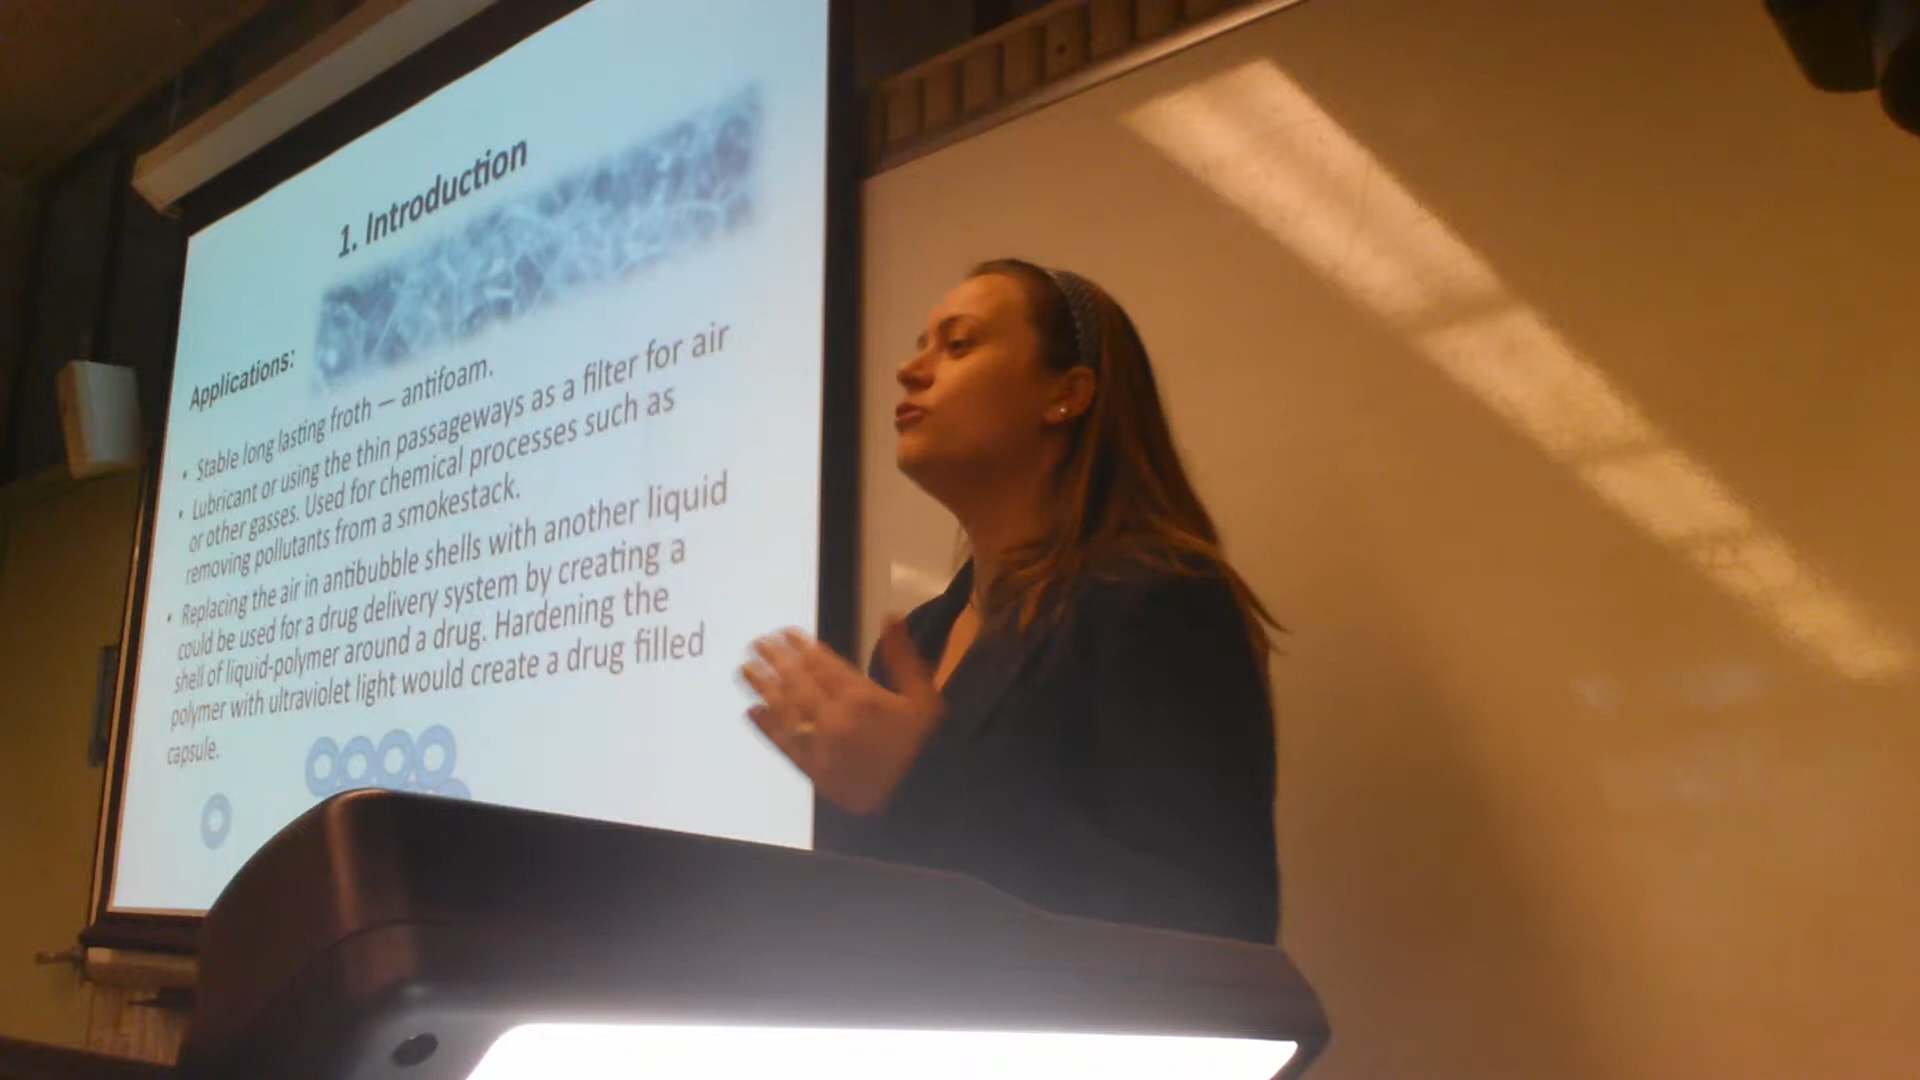 1. Introduction
Applications:
• Stable long lasting froth — antifoam.
• Lubricant or using the thin passageways as a filter for air
or other gasses. Used for chemical processes such as
removing pollutants from a smokestack.
• Replacing the air in antibubble shells with another liquid
could be used for a drug delivery system by creating a
shell of liquid-polymer around a drug. Hardening the
polymer with ultraviolet light would create a drug filled
capsule.